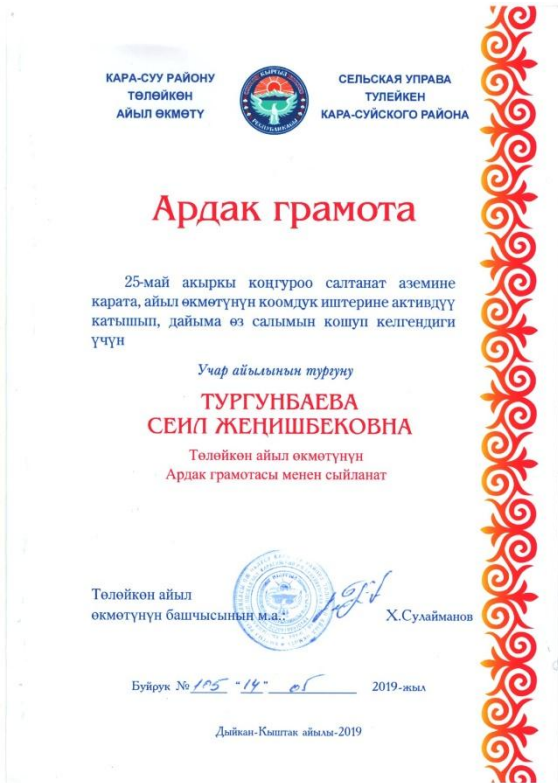 КАРА-СУУ РАЙОНУ
ТӨЛӨЙКӨН
АЙЫЛ ӨКМӨТҮ
КЫРГЫЗ
РЕСПУБЛИКАСЫ
СЕЛЬСКАЯ УПРАВА
ТУЛЕЙКЕН
КАРА-СУЙСКОГО РАЙОНА
Ардак грамота
25-май акыркы коңгуроо салтанат аземине
карата, айыл өкмөтүнүн коомдук иштерине активдүү
катышып, дайыма өз салымын кошуп келгендиги
үчүн
Учар айылынын тургуну
ТУРГУНБАЕВА
СЕИЛ ЖЕҢИШБЕКОВНА
Төлөйкөн айыл өкмөтүнүн
Ардак грамотасы менен сыйланат
Төлөйкөн айыл
өкмөтүнүн башчысынын м.а.:
Х.Сулайманов
Буйрук № "14" 2019-жыл
Дыйкан-Кыштак айылы-2019